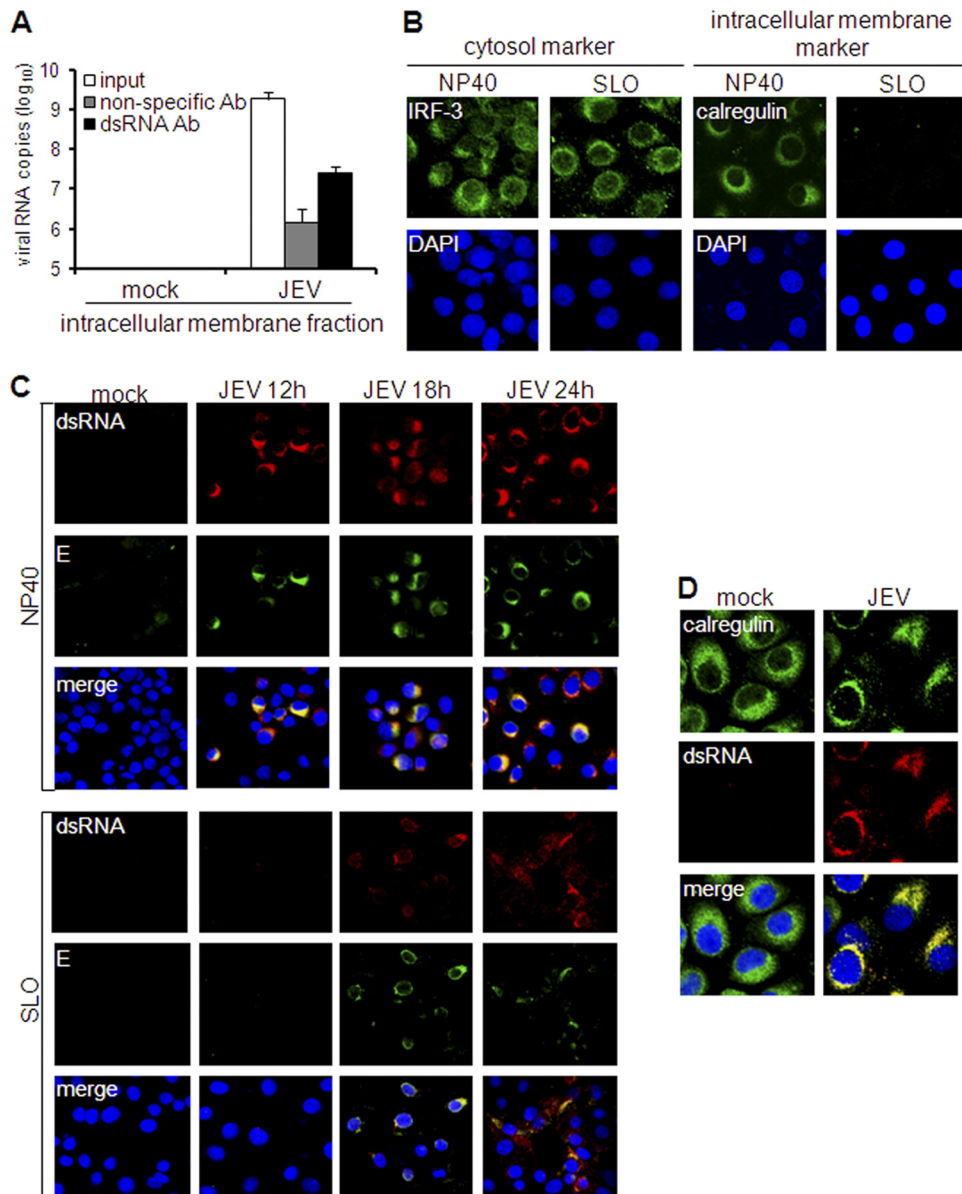 A
viral RNA copies (log10)
10
9
8
7
6
5
input
non-specific Ab
dsRNA Ab
mock JEV
intracellular membrane fraction
B
cytosol marker
intracellular membrane
marker
NP40 SLO NP40 SLO
IRF-3 calregulin
DAPI DAPI
C
mock JEV 12h JEV 18h JEV 24h
NP40
dsRNA
E
merge
SLO
dsRNA
E
merge
D
mock JEV
calregulin
dsRNA
merge